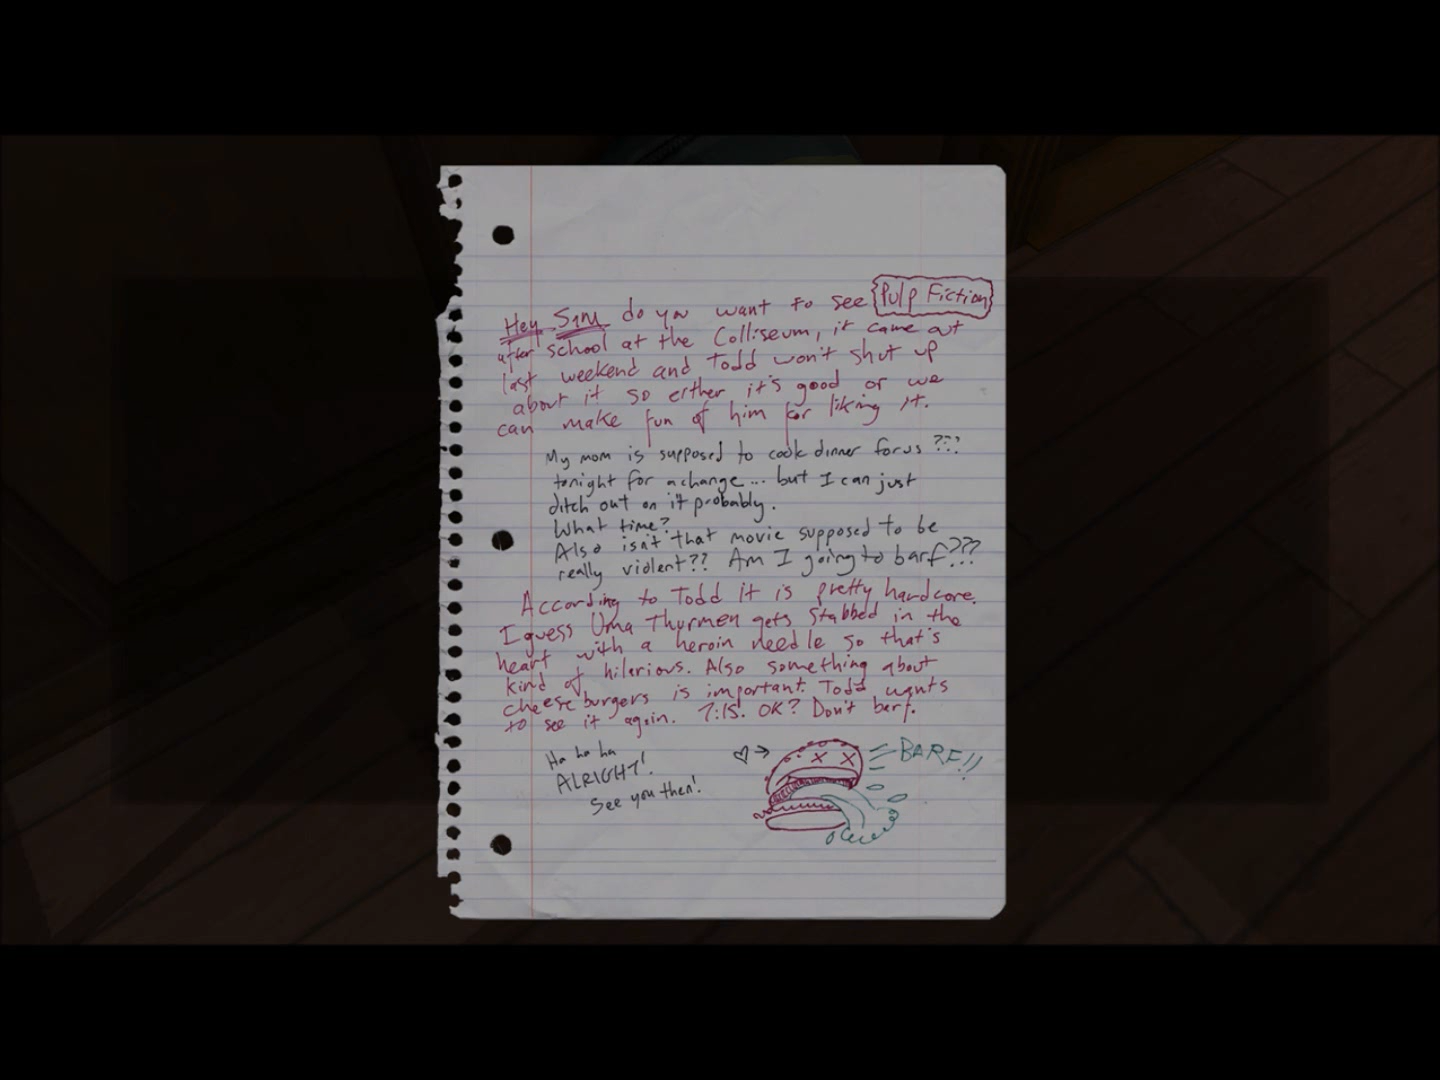 Hey Sam do you want to see Pulp Fiction
after school at the Colliseum, it came out
last weekend and Todd won't shut up
about it so either it's good or we
can make fun of him for liking it.
My mom is supposed to cook dinner for us ???
tonight for a change... but I can just
ditch out on it probably.
What time?
Also isn't that movie supposed to be
really violent?? Am I going to barf???
According to Todd it is pretty hardcore.
I guess Uma Thurmen gets stabbed in the
heart with a heroin needle so that's
kind of hilarious. Also something about
cheeseburgers is important. Todd wants
to see it again. 7:15. OK? Don't barf.
Ha ha ha
ALRIGHT!
See you then!
BARF!!